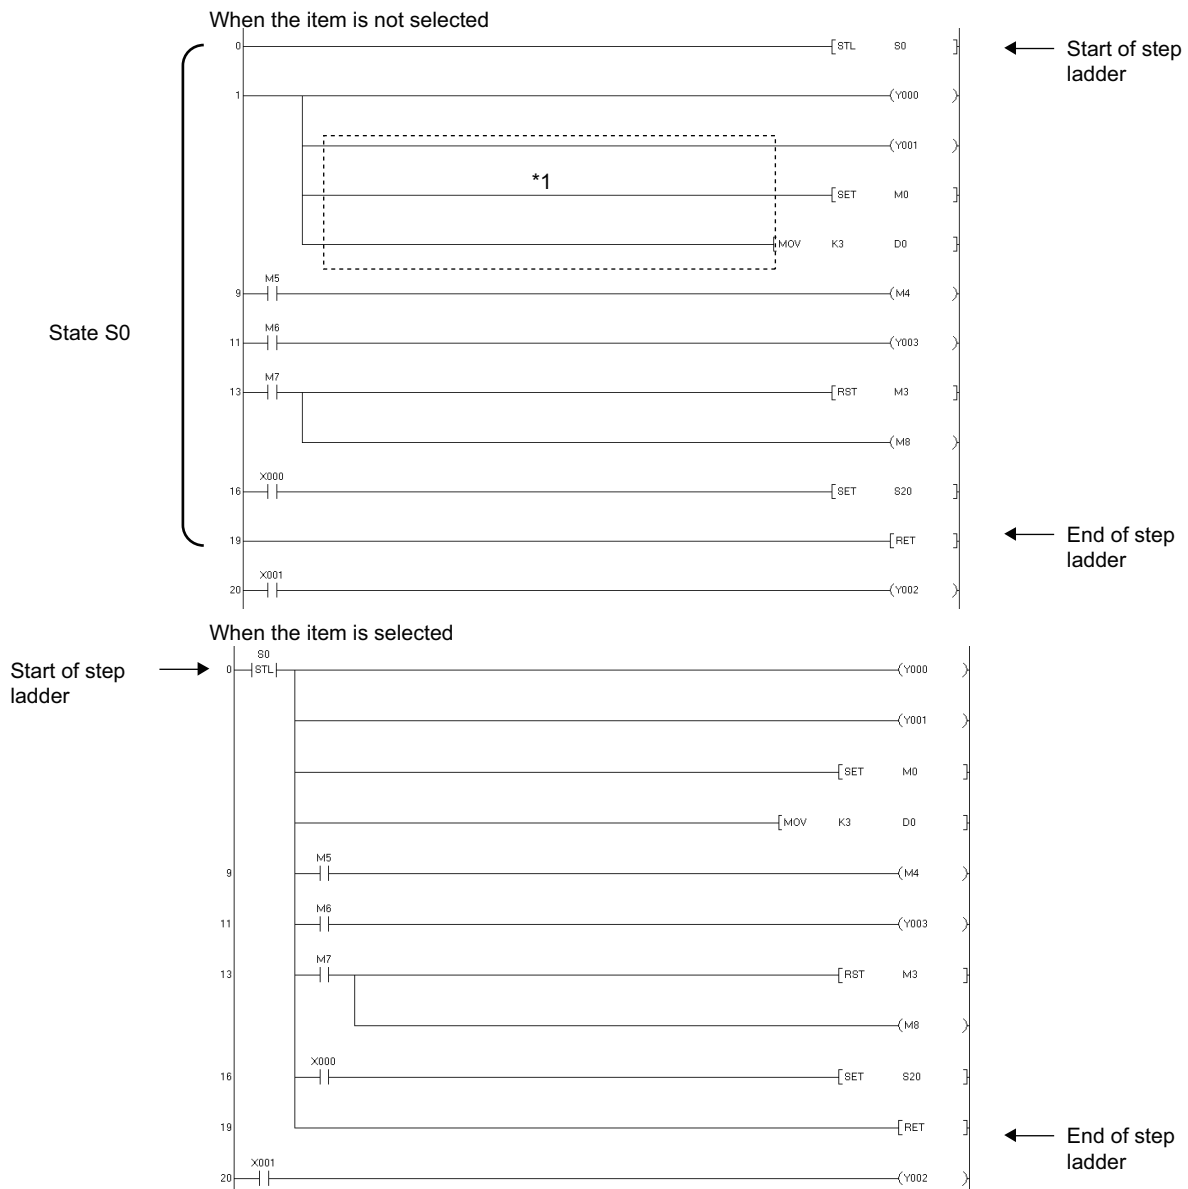 When the item is not selected
0 STL S0
Start of step
ladder
1 Y000
Y001
*1
SET M0
MOV K3 D0
M5
9 M4
State S0
M6
11 Y003
M7
13 RST M3
M8
X000
16 SET S20
19 RET
End of step
ladder
X001
20 Y002
When the item is selected
Start of step
ladder
S0
0 STL Y000
Y001
SET M0
MOV K3 D0
M5
9 M4
M6
11 Y003
M7
13 RST M3
M8
X000
16 SET S20
19 RET
End of step
ladder
X001
20 Y002